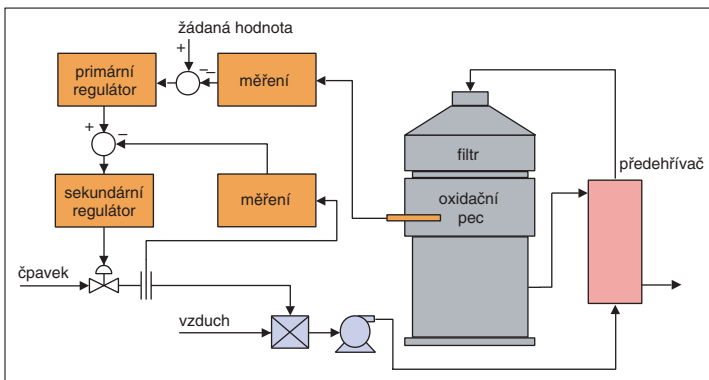 žádaná hodnota
+
primární
regulátor
–
–
měření
+
–
sekundární
regulátor
měření
filtr
oxidační
pec
předehřívač
čpavek
vzduch